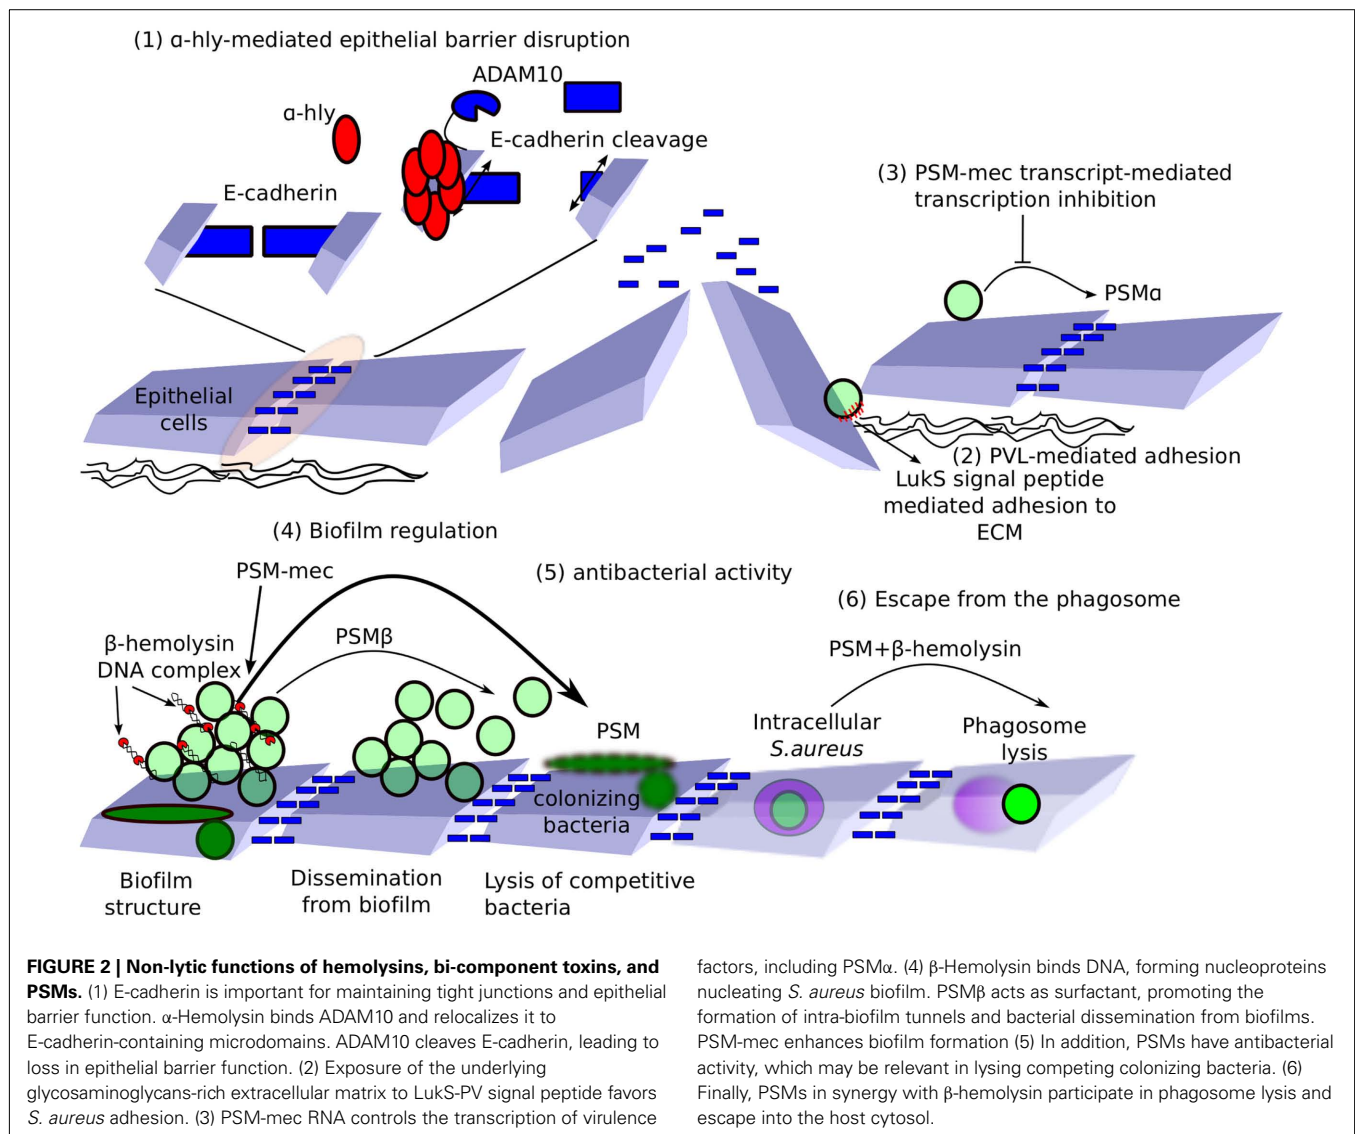 (1) ɑ-hly-mediated epithelial barrier disruption
ADAM10
ɑ-hly
E-cadherin cleavage
E-cadherin
Epithelial
cells
(3) PSM-mec transcript-mediated
transcription inhibition
PSMɑ
(2) PVL-mediated adhesion
LukS signal peptide
mediated adhesion to
ECM
(4) Biofilm regulation
PSM-mec
β-hemolysin
DNA complex
PSMβ
Biofilm
structure
Dissemination
from biofilm
(5) antibacterial activity
PSM
colonizing
bacteria
Lysis of competitive
bacteria
(6) Escape from the phagosome
PSM+β-hemolysin
Intracellular
S.aureus
Phagosome
lysis
FIGURE 2 | Non-lytic functions of hemolysins, bi-component toxins, and
PSMs. (1) E-cadherin is important for maintaining tight junctions and epithelial
barrier function. α-Hemolysin binds ADAM10 and relocalizes it to
E-cadherin-containing microdomains. ADAM10 cleaves E-cadherin, leading to
loss in epithelial barrier function. (2) Exposure of the underlying
glycosaminoglycans-rich extracellular matrix to LukS-PV signal peptide favors
S. aureus adhesion. (3) PSM-mec RNA controls the transcription of virulence
factors, including PSMα. (4) β-Hemolysin binds DNA, forming nucleoproteins
nucleating S. aureus biofilm. PSMβ acts as surfactant, promoting the
formation of intra-biofilm tunnels and bacterial dissemination from biofilms.
PSM-mec enhances biofilm formation (5) In addition, PSMs have antibacterial
activity, which may be relevant in lysing competing colonizing bacteria. (6)
Finally, PSMs in synergy with β-hemolysin participate in phagosome lysis and
escape into the host cytosol.